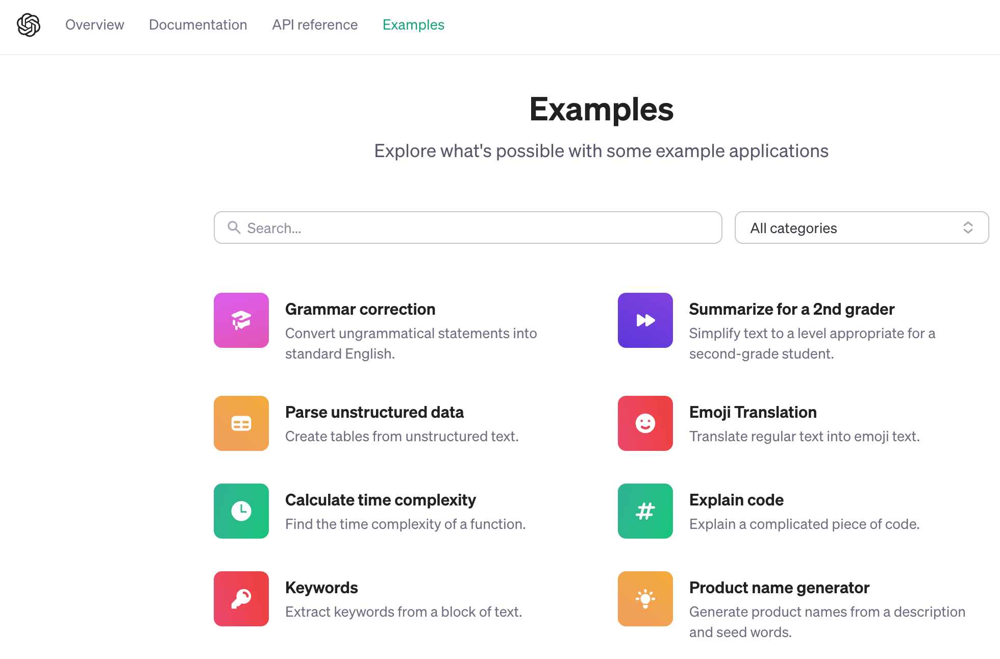 Overview Documentation API reference Examples
Examples
Explore what's possible with some example applications
Search...
All categories
Grammar correction
Convert ungrammatical statements into
standard English.
Summarize for a 2nd grader
Simplify text to a level appropriate for a
second-grade student.
Parse unstructured data
Create tables from unstructured text.
Emoji Translation
Translate regular text into emoji text.
Calculate time complexity
Find the time complexity of a function.
Explain code
Explain a complicated piece of code.
Keywords
Extract keywords from a block of text.
Product name generator
Generate product names from a description
and seed words.